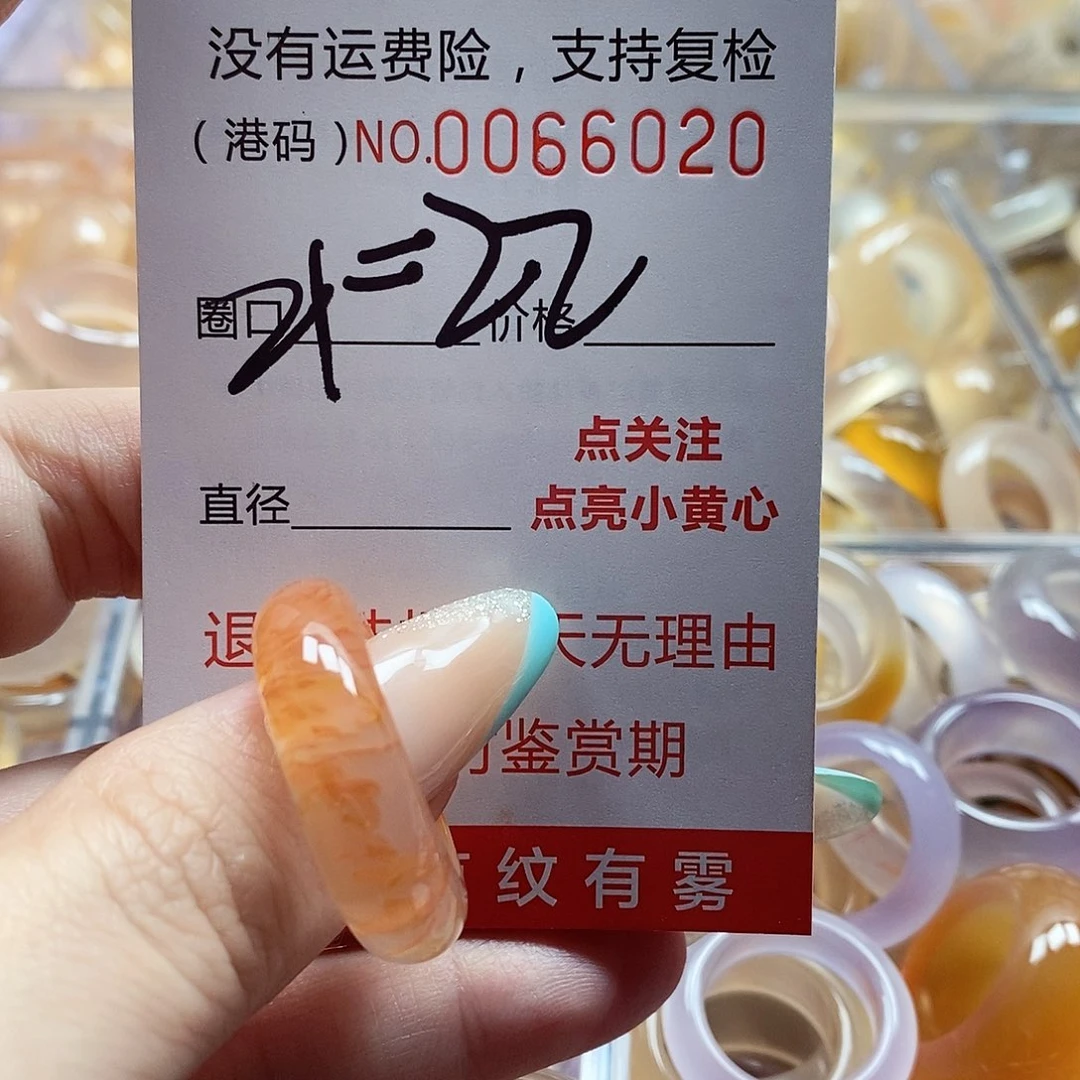 没有运费险，支持复检
（港码）NO.0066020
圈口 价格
点关注
直径 点亮小黄心
退 天无理由
鉴赏期
纹有雾